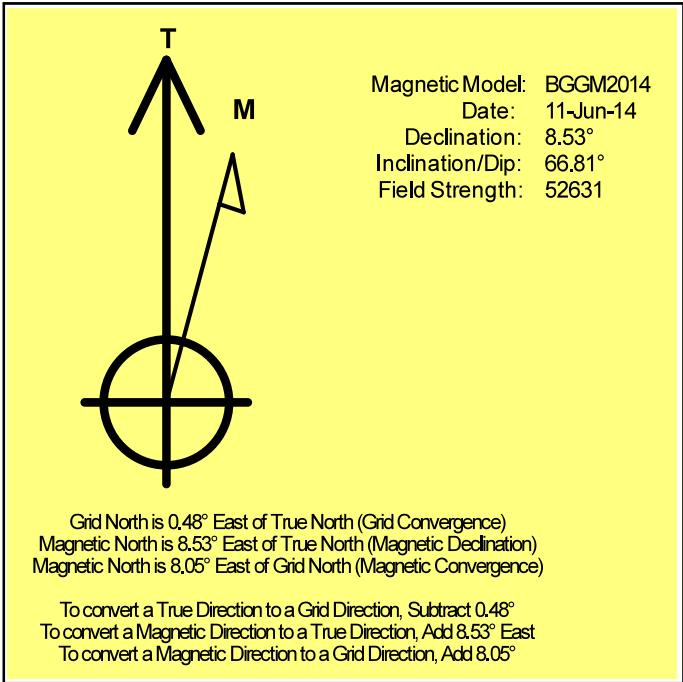 T
M
Magnetic Model: BGGM2014
Date: 11-Jun-14
Declination: 8.53°
Inclination/Dip: 66.81°
Field Strength: 52631
Grid North is 0.48° East of True North (Grid Convergence)
Magnetic North is 8.53° East of True North (Magnetic Declination)
Magnetic North is 8.05° East of Grid North (Magnetic Convergence)
To convert a True Direction to a Grid Direction, Subtract 0.48°
To convert a Magnetic Direction to a True Direction, Add 8.53° East
To convert a Magnetic Direction to a Grid Direction, Add 8.05°